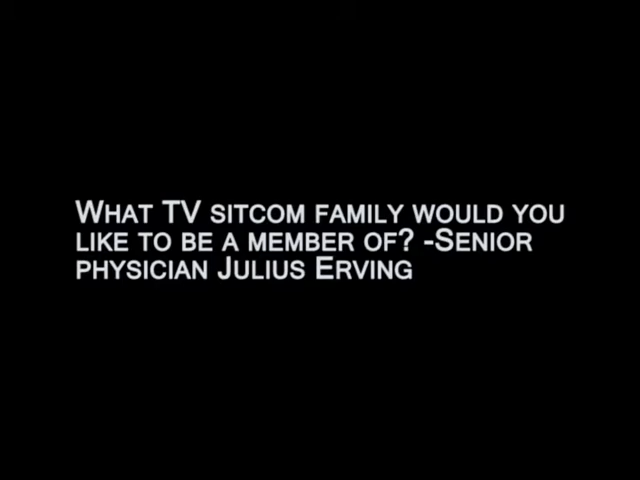 What TV sitcom family would you
like to be a member of? -Senior
physician Julius Erving